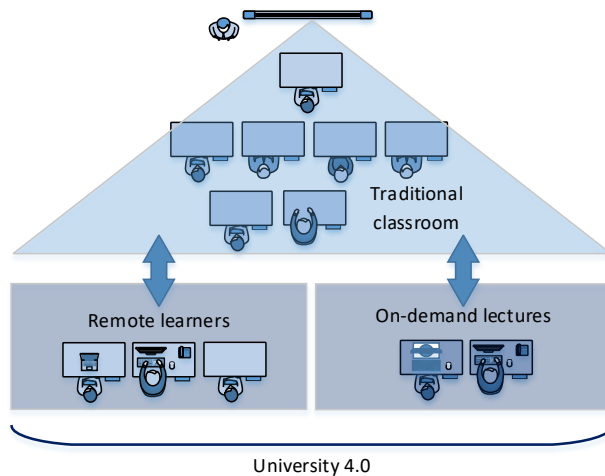 Traditional
classroom
Remote learners
On-demand lectures
University 4.0